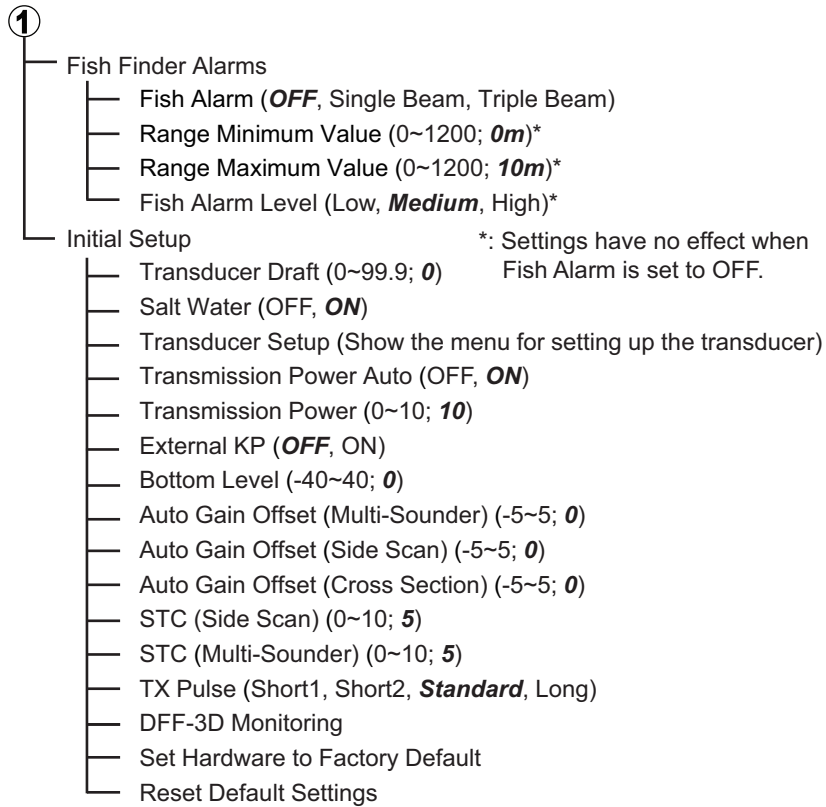 1
Fish Finder Alarms
Fish Alarm (OFF, Single Beam, Triple Beam)
Range Minimum Value (0~1200; 0m)*
Range Maximum Value (0~1200; 10m)*
Fish Alarm Level (Low, Medium, High)*
Initial Setup
*: Settings have no effect when
Fish Alarm is set to OFF.
Transducer Draft (0~99.9; 0)
Salt Water (OFF, ON)
Transducer Setup (Show the menu for setting up the transducer)
Transmission Power Auto (OFF, ON)
Transmission Power (0~10; 10)
External KP (OFF, ON)
Bottom Level (-40~40; 0)
Auto Gain Offset (Multi-Sounder) (-5~5; 0)
Auto Gain Offset (Side Scan) (-5~5; 0)
Auto Gain Offset (Cross Section) (-5~5; 0)
STC (Side Scan) (0~10; 5)
STC (Multi-Sounder) (0~10; 5)
TX Pulse (Short1, Short2, Standard, Long)
DFF-3D Monitoring
Set Hardware to Factory Default
Reset Default Settings